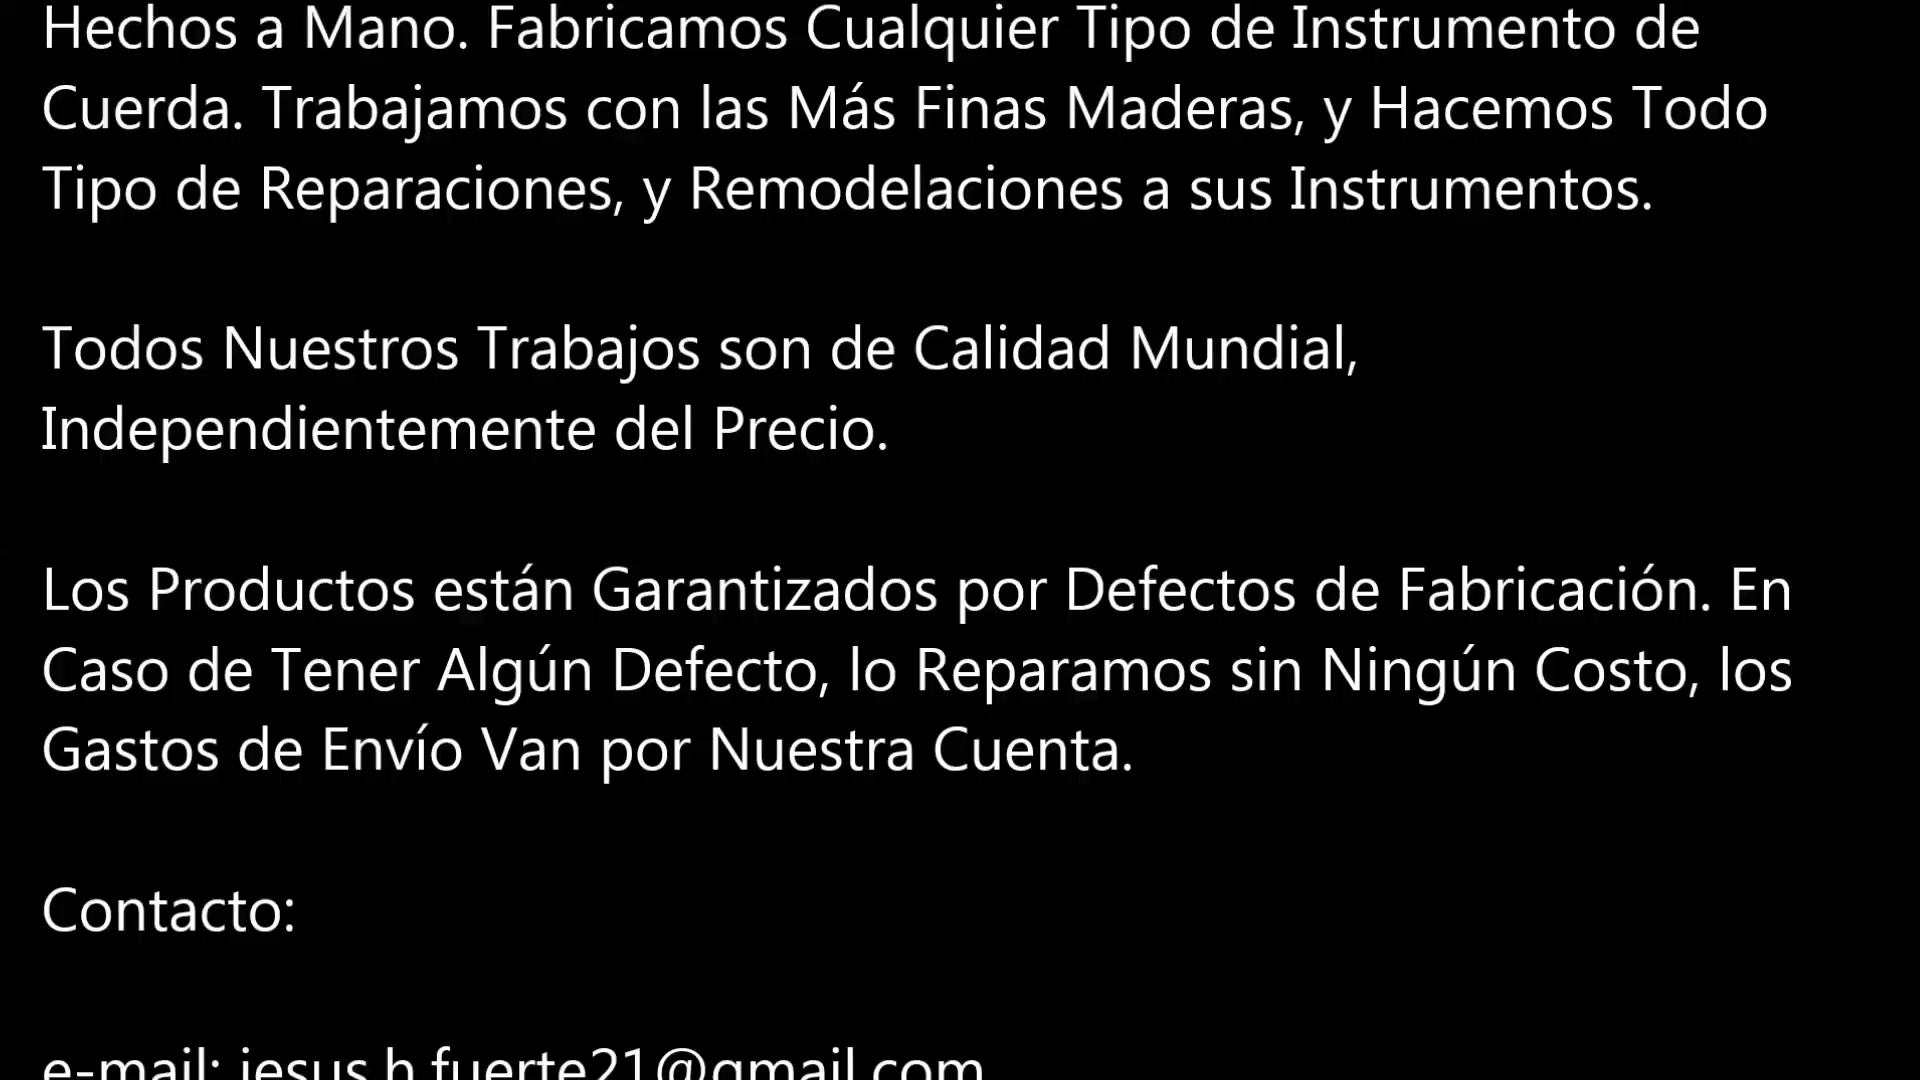 Hechos a Mano. Fabricamos Cualquier Tipo de Instrumento de
Cuerda. Trabajamos con las Más Finas Maderas, y Hacemos Todo
Tipo de Reparaciones, y Remodelaciones a sus Instrumentos.
Todos Nuestros Trabajos son de Calidad Mundial,
Independientemente del Precio.
Los Productos están Garantizados por Defectos de Fabricación. En
Caso de Tener Algún Defecto, lo Reparamos sin Ningún Costo, los
Gastos de Envío Van por Nuestra Cuenta.
Contacto:
e-mail: jesus.h.fuerte21@gmail.com